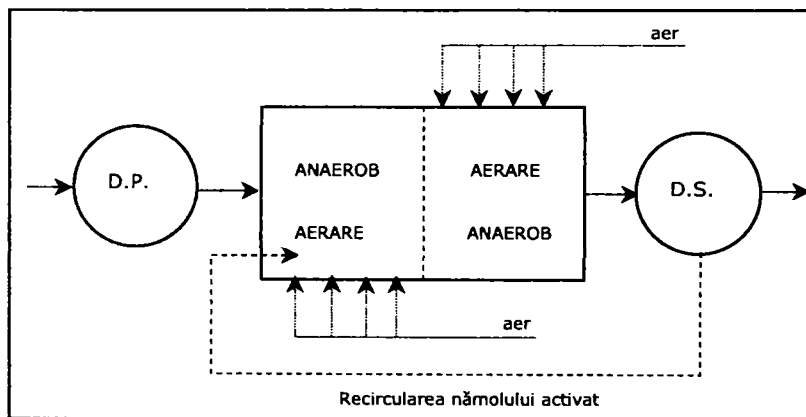 aer
D.P.
ANAEROB AERARE
D.S.
AERARE ANAEROB
aer
Recircularea nămolului activat